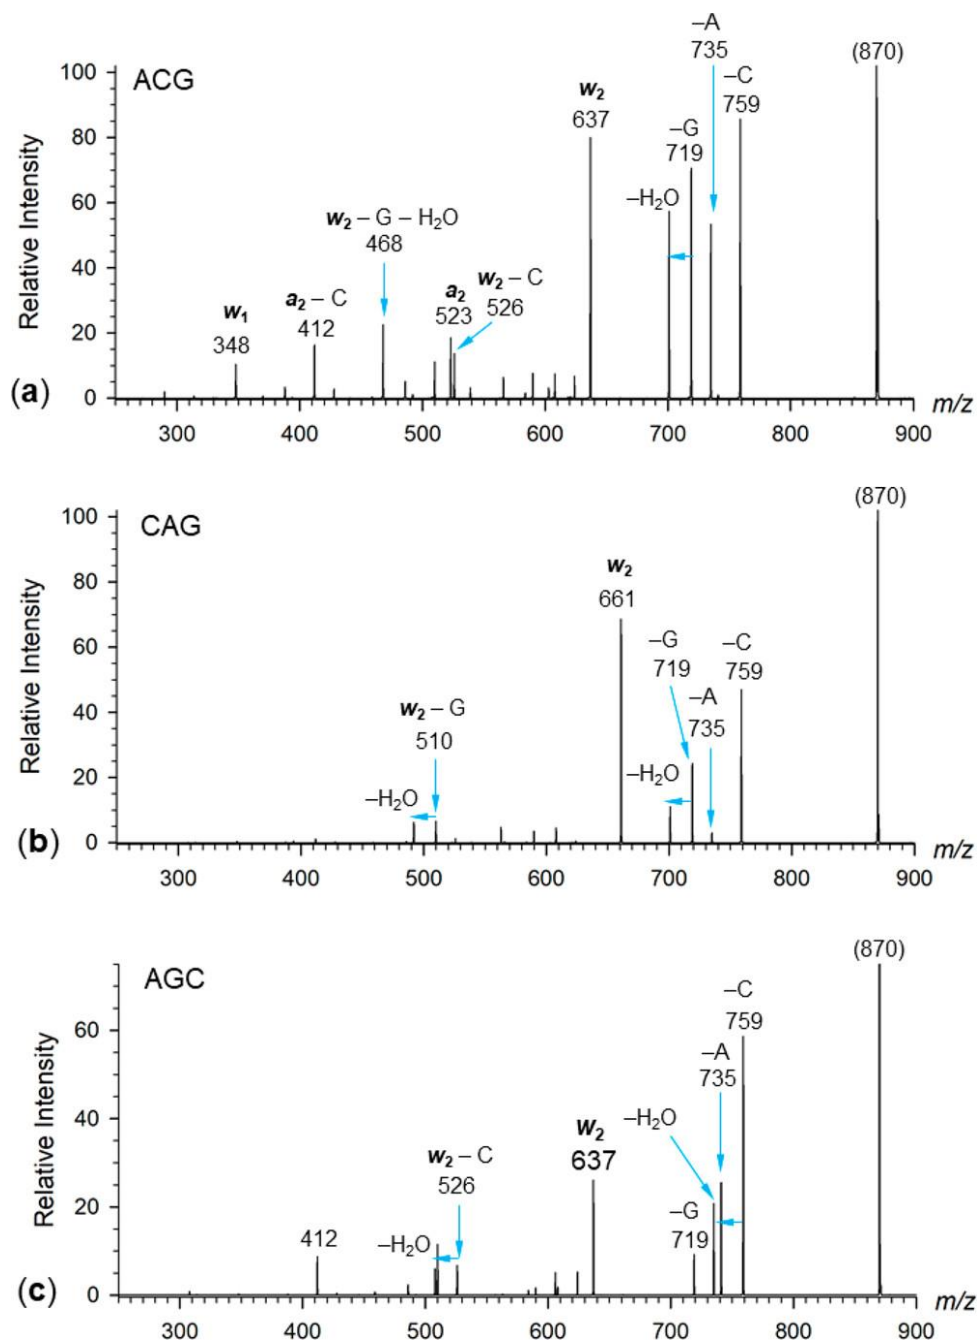 ACG
Relative Intensity
100
80
60
40
20
0
w₁
348
a₂ – C
412
w₂ – G – H₂O
468
a₂
523
w₂ – C
526
w₂
637
–H₂O
–G
719
–A
735
–C
759
(870)
(a)
300 400 500 600 700 800 900
m/z
CAG
Relative Intensity
100
80
60
40
20
0
–H₂O
w₂ – G
510
w₂
661
–H₂O
–G
719
–A
735
–C
759
(870)
(b)
300 400 500 600 700 800 900
m/z
AGC
Relative Intensity
60
40
20
0
412
–H₂O
w₂ – C
526
W₂
637
–G
719
–H₂O
–A
735
–C
759
(870)
(c)
300 400 500 600 700 800 900
m/z